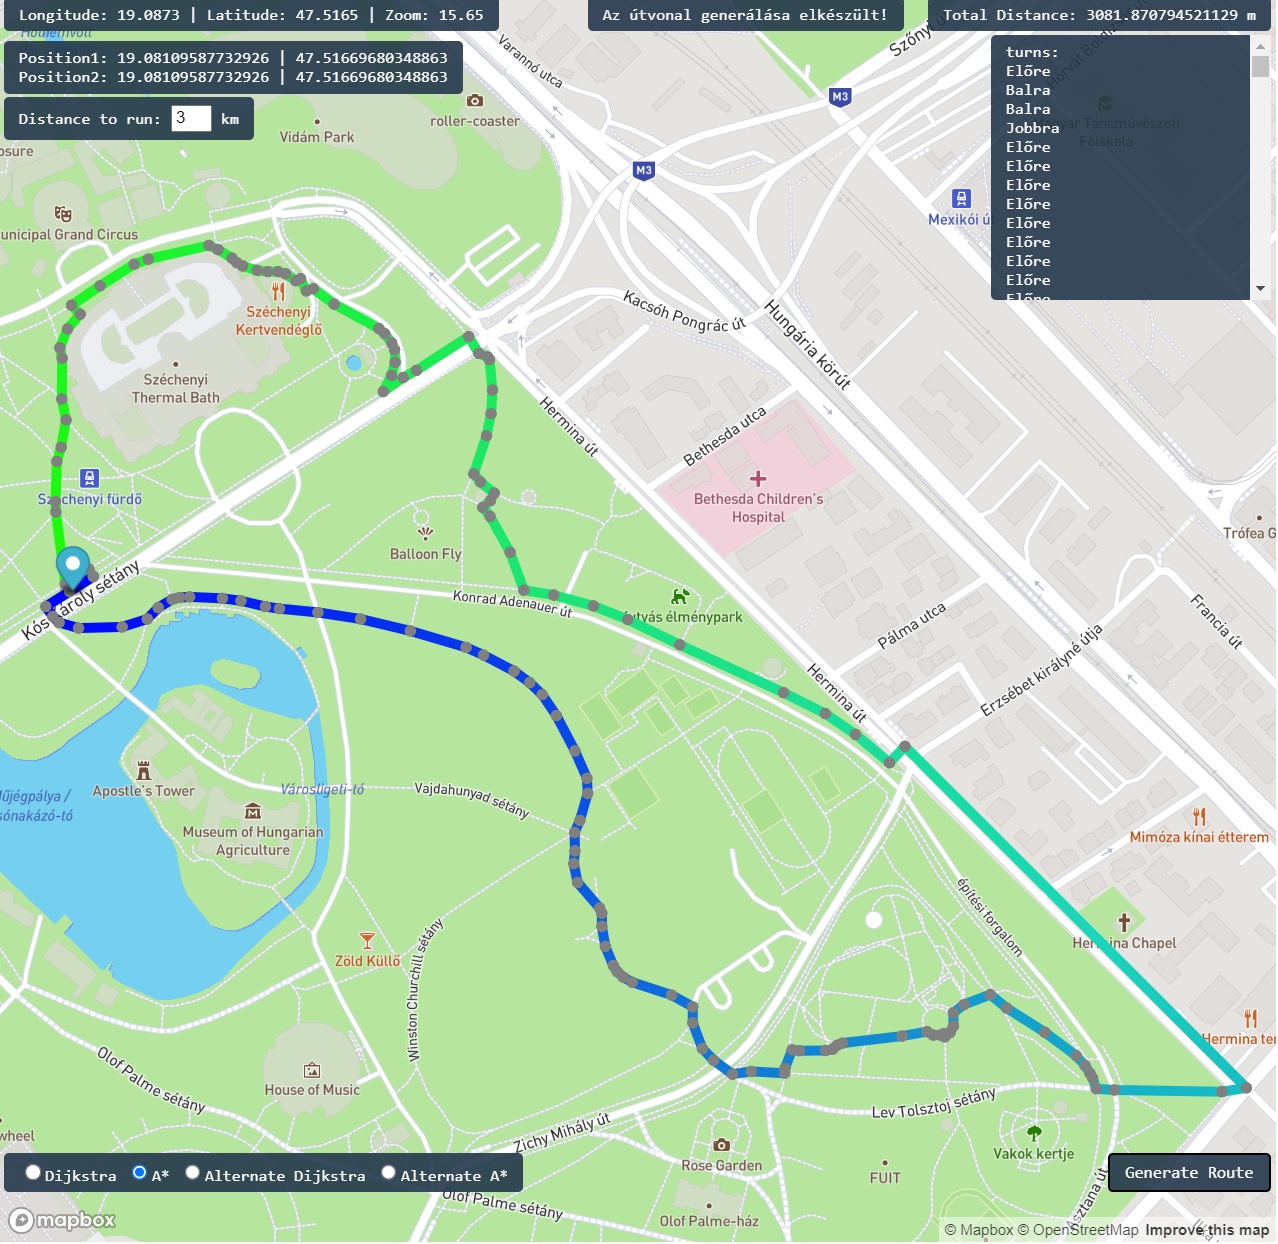 Longitude: 19.0873 | Latitude: 47.5165 | Zoom: 15.65
Az útvonal generálása elkészült!
Total Distance: 3081.870794521129 m
Position1: 19.08109587732926 | 47.51669680348863
Position2: 19.08109587732926 | 47.51669680348863
Distance to run: 3 km
turns:
Előre
Balra
Balra
Jobbra
Előre
Előre
Előre
Előre
Előre
Előre
Előre
Előre
Előre
Varannó utca
Szőnyi
roller-coaster
Vidám Park
M3
M3
Táncművészeti
Főiskola
Mexikói
unicipal Grand Circus
Széchenyi
Kertvendéglő
Kacsóh Pongrác út
Hungária körút
Széchenyi
Thermal Bath
Hermina út
Bethesda utca
Bethesda Children's
Hospital
Széchenyi fürdő
Trófea G
Balloon Fly
Károly sétány
Konrad Adenauer út
élménypark
Pálma utca
Francia út
Erzsébet királyné útja
Hermina út
Apostle's Tower
Városligeti-tó
Vajdahunyad sétány
Museum of Hungarian
Agriculture
Mimóza kínai étterem
építési forgalom
Hermina Chapel
Zöld Küllő
Winston Churchill sétány
Hermina
Olof Palme sétány
House of Music
Lev Tolsztoj sétány
Zichy Mihály út
Vakok kertje
wheel
Rose Garden
FUIT
Dijkstra A* Alternate Dijkstra Alternate A*
Generate Route
Olof Palme sétány
Olof Palme-ház
mapbox
© Mapbox © OpenStreetMap Improve this map